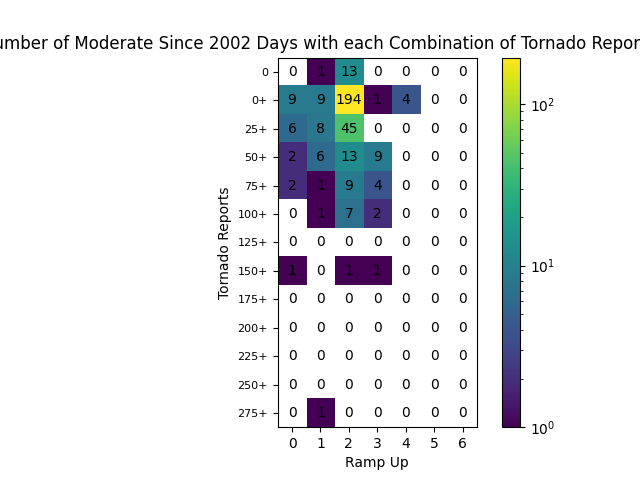 umber of Moderate Since 2002 Days with each Combination of Tornado Repor
0 0 1 13 0 0 0 0
0+ 9 9 194 1 4 0 0
25+ 6 8 45 0 0 0 0
50+ 2 6 13 9 0 0 0
75+ 2 1 9 4 0 0 0
100+ 0 1 7 2 0 0 0
125+ 0 0 0 0 0 0 0
150+ 1 0 1 1 0 0 0
175+ 0 0 0 0 0 0 0
200+ 0 0 0 0 0 0 0
225+ 0 0 0 0 0 0 0
250+ 0 0 0 0 0 0 0
275+ 0 1 0 0 0 0 0
0 1 2 3 4 5 6
Ramp Up
Tornado Reports
10²
10¹
10⁰